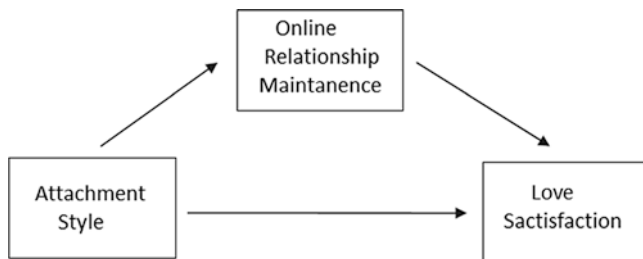 Online
Relationship
Maintanence
Attachment
Style
Love
Sactisfaction